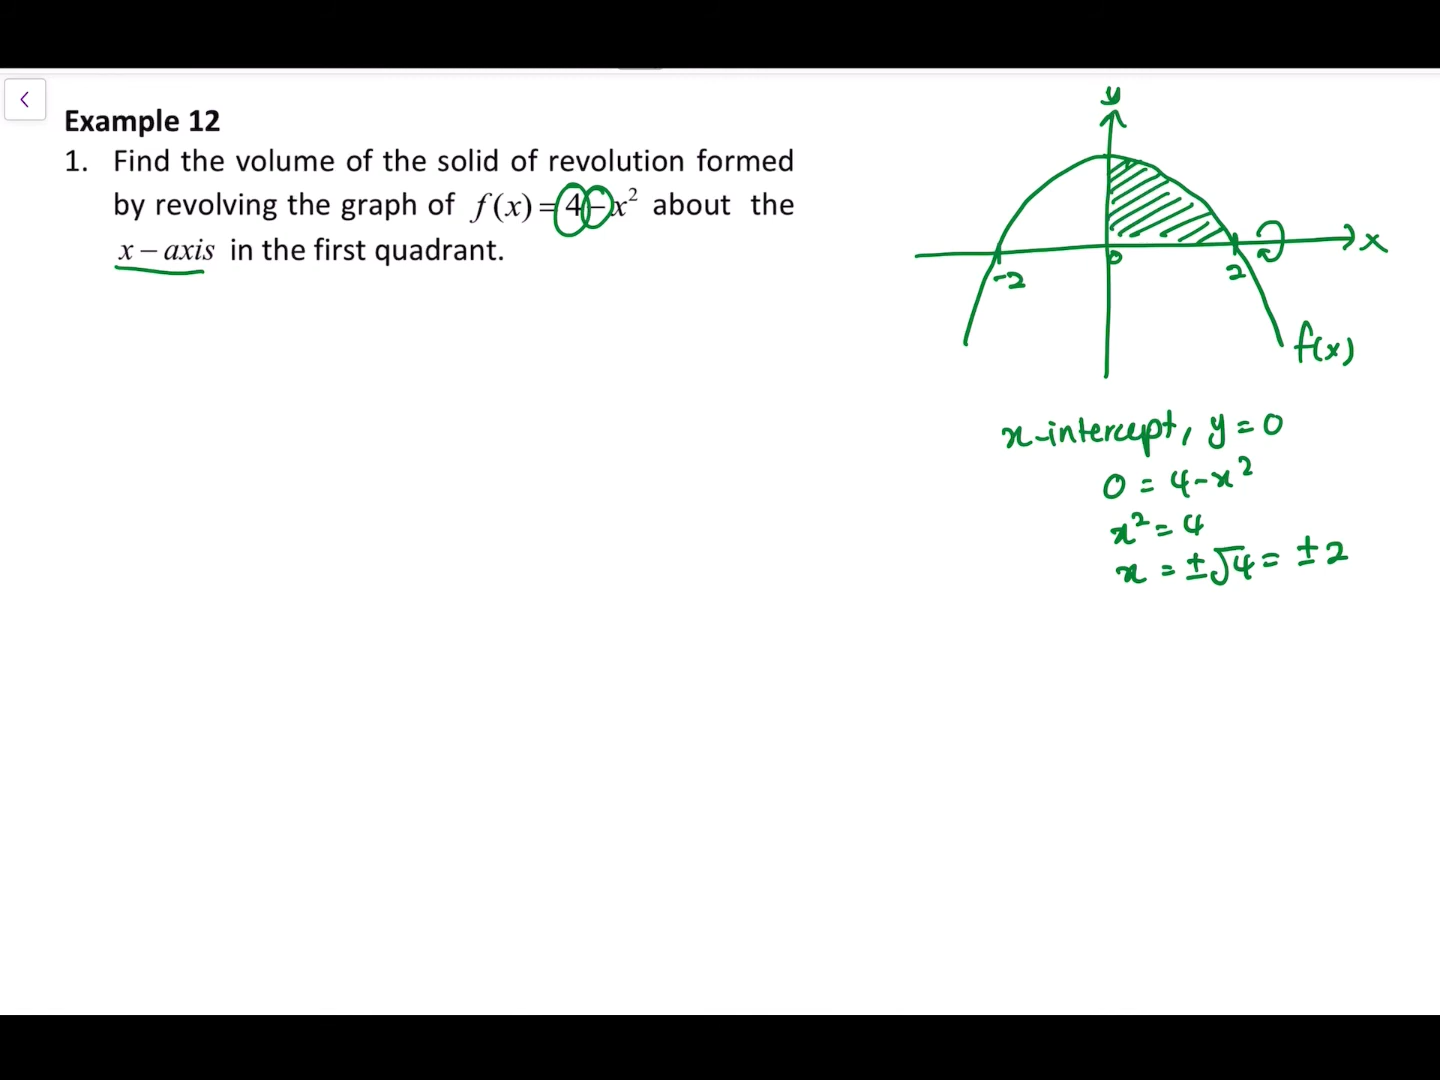 Example 12
1. Find the volume of the solid of revolution formed
by revolving the graph of f(x) = 4 − x² about the
x − axis in the first quadrant.
y
x
-2
0
2
f(x)
x-intercept, y = 0
0 = 4 - x²
x² = 4
x = ±√4 = ±2